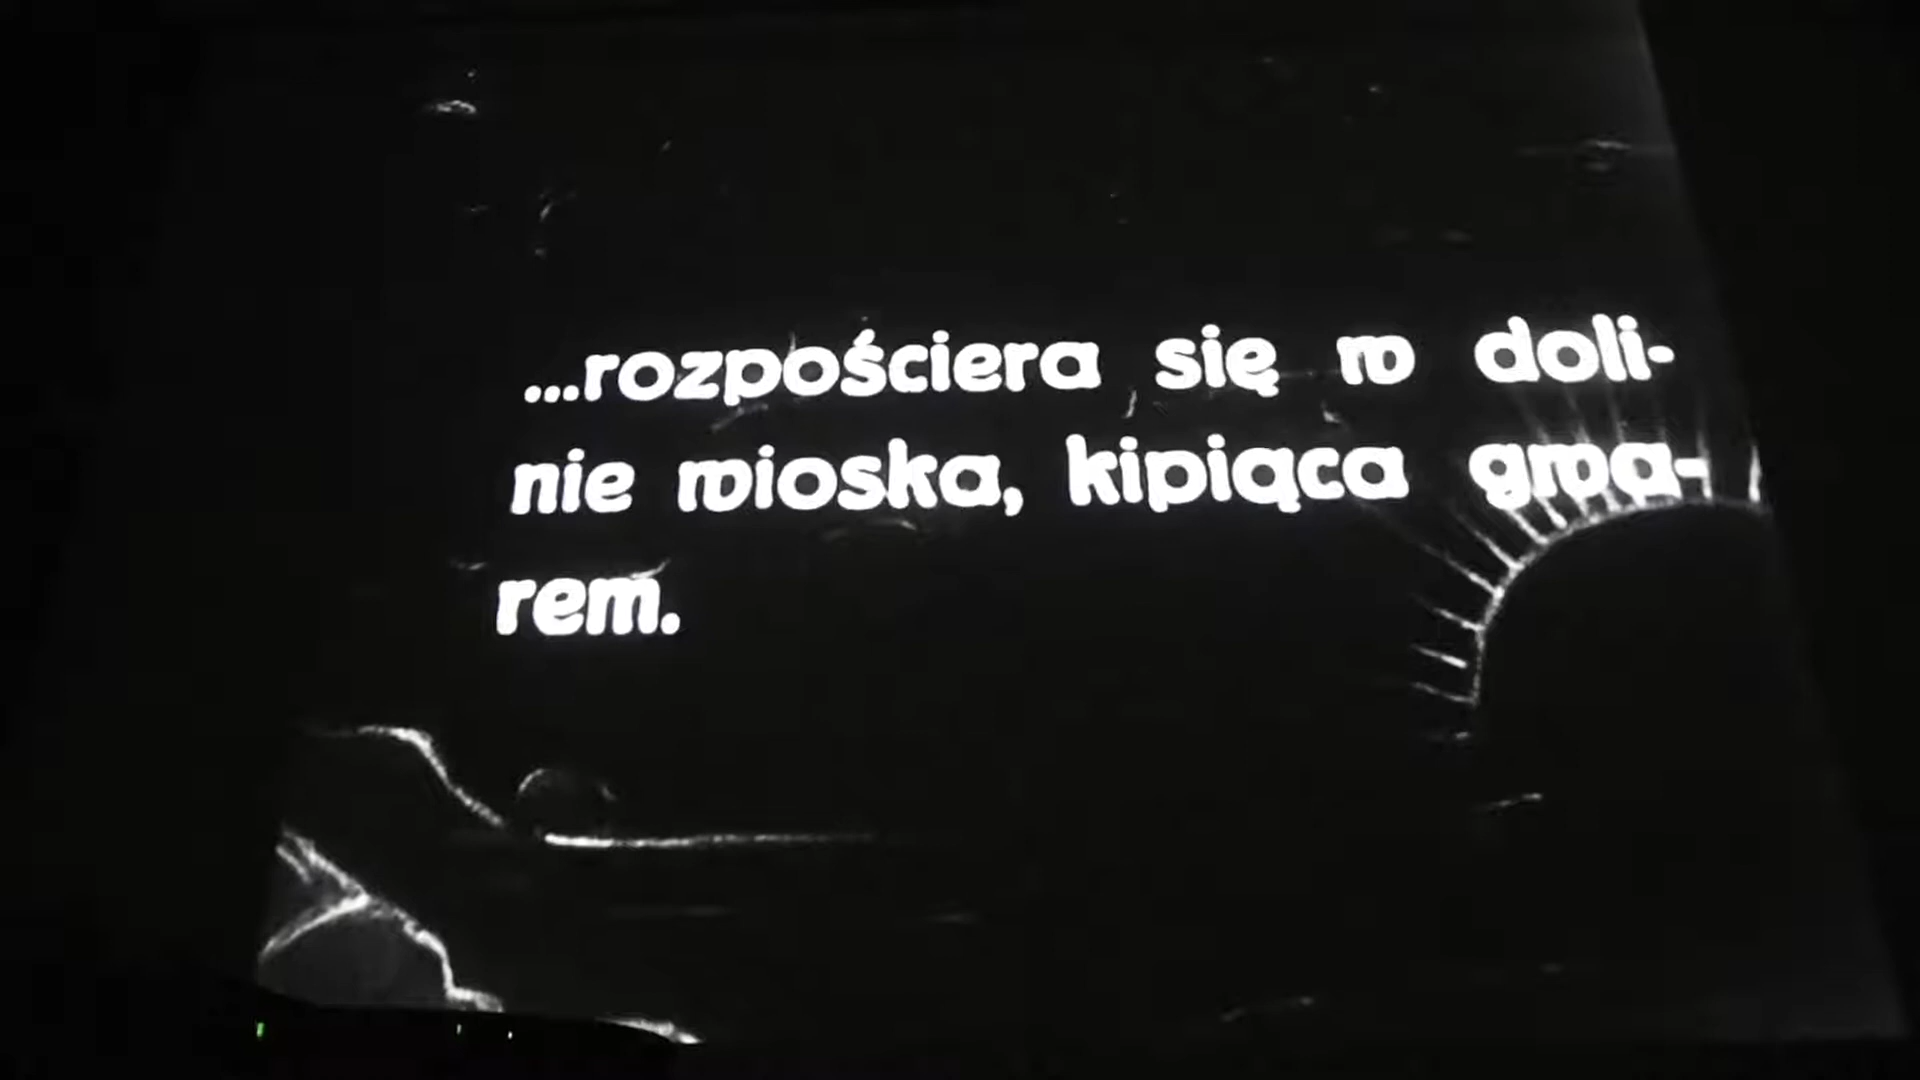 ...rozpościera się w doli-
nie wioska, kipiąca gwa-
rem.